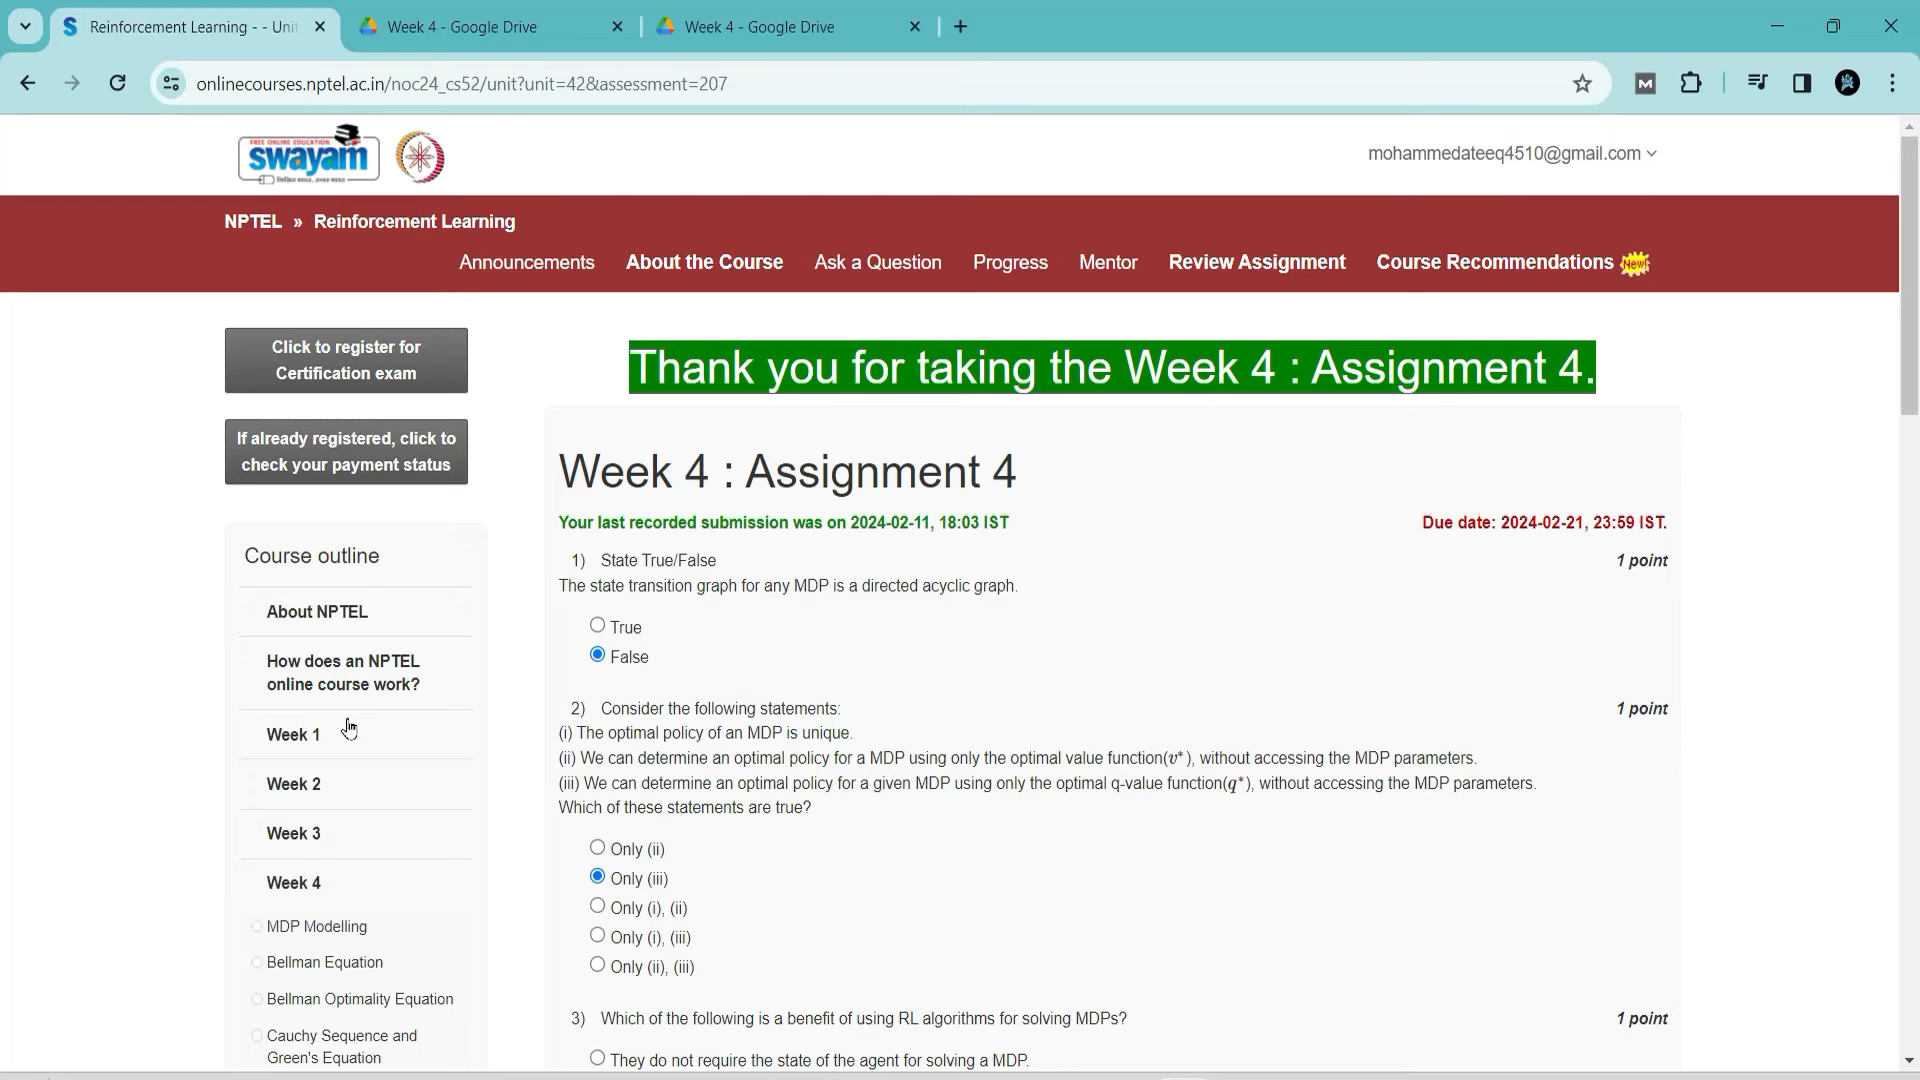 Reinforcement Learning - - Unit
Week 4 - Google Drive
Week 4 - Google Drive
onlinecourses.nptel.ac.in/noc24_cs52/unit?unit=42&assessment=207
M
FREE ONLINE EDUCATION
swayam
mohammedateeq4510@gmail.com
NPTEL » Reinforcement Learning
Announcements About the Course Ask a Question Progress Mentor Review Assignment Course Recommendations New!
Click to register for
Certification exam
If already registered, click to
check your payment status
Course outline
About NPTEL
How does an NPTEL
online course work?
Week 1
Week 2
Week 3
Week 4
MDP Modelling
Bellman Equation
Bellman Optimality Equation
Cauchy Sequence and
Green's Equation
Thank you for taking the Week 4 : Assignment 4.
Week 4 : Assignment 4
Your last recorded submission was on 2024-02-11, 18:03 IST
Due date: 2024-02-21, 23:59 IST.
1) State True/False
1 point
The state transition graph for any MDP is a directed acyclic graph.
True
False
2) Consider the following statements:
1 point
(i) The optimal policy of an MDP is unique.
(ii) We can determine an optimal policy for a MDP using only the optimal value function(v*), without accessing the MDP parameters.
(iii) We can determine an optimal policy for a given MDP using only the optimal q-value function(q*), without accessing the MDP parameters.
Which of these statements are true?
Only (ii)
Only (iii)
Only (i), (ii)
Only (i), (iii)
Only (ii), (iii)
3) Which of the following is a benefit of using RL algorithms for solving MDPs?
1 point
They do not require the state of the agent for solving a MDP.